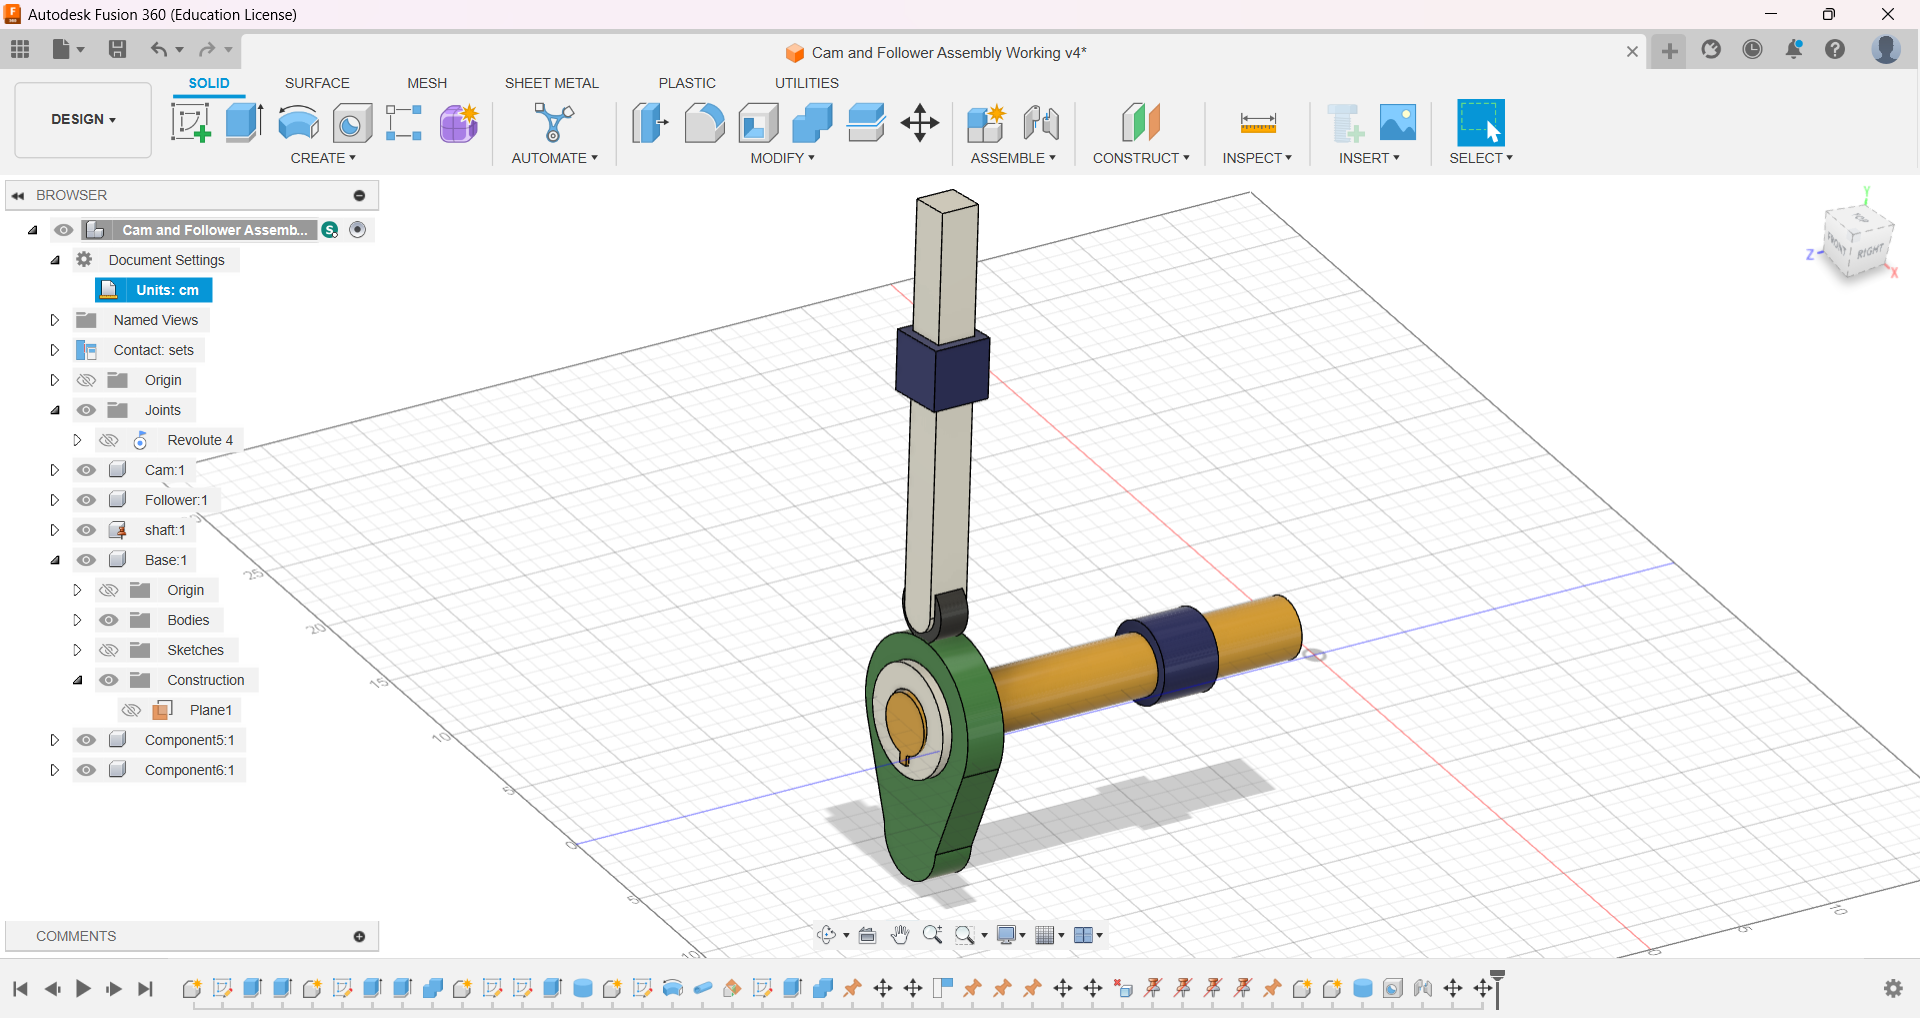 Autodesk Fusion 360 (Education License)
Cam and Follower Assembly Working v4*
DESIGN
SOLID SURFACE MESH SHEET METAL PLASTIC UTILITIES
CREATE AUTOMATE MODIFY ASSEMBLE CONSTRUCT INSPECT INSERT SELECT
BROWSER
Cam and Follower Assemb... S
Document Settings
Units: cm
Named Views
Contact: sets
Origin
Joints
Revolute 4
Cam:1
Follower:1
shaft:1
Base:1
Origin
Bodies
Sketches
Construction
Plane1
Component5:1
Component6:1
Y
TOP
FRONT RIGHT
Z
X
25
20
15
10
5
0
5
10
0
5
10
COMMENTS